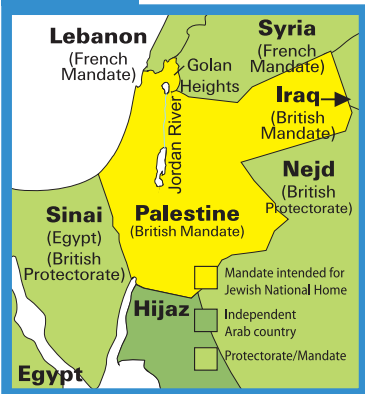 Lebanon
(French
Mandate)
Syria
(French
Mandate)
Golan
Heights
Iraq
(British
Mandate)
Jordan River
Nejd
(British
Protectorate)
Sinai
(Egypt)
(British
Protectorate)
Palestine
(British Mandate)
Mandate intended for
Jewish National Home
Hijaz
Independent
Arab country
Protectorate/Mandate
Egypt